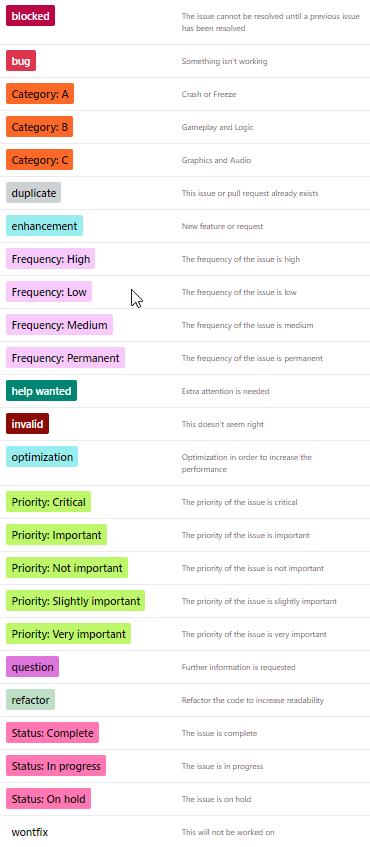 blocked The issue cannot be resolved until a previous issue
has been resolved
bug Something isn't working
Category: A Crash or Freeze
Category: B Gameplay and Logic
Category: C Graphics and Audio
duplicate This issue or pull request already exists
enhancement New feature or request
Frequency: High The frequency of the issue is high
Frequency: Low The frequency of the issue is low
Frequency: Medium The frequency of the issue is medium
Frequency: Permanent The frequency of the issue is permanent
help wanted Extra attention is needed
invalid This doesn't seem right
optimization Optimization in order to increase the
performance
Priority: Critical The priority of the issue is critical
Priority: Important The priority of the issue is important
Priority: Not important The priority of the issue is not important
Priority: Slightly important The priority of the issue is slightly important
Priority: Very important The priority of the issue is very important
question Further information is requested
refactor Refactor the code to increase readability
Status: Complete The issue is complete
Status: In progress The issue is in progress
Status: On hold The issue is on hold
wontfix This will not be worked on